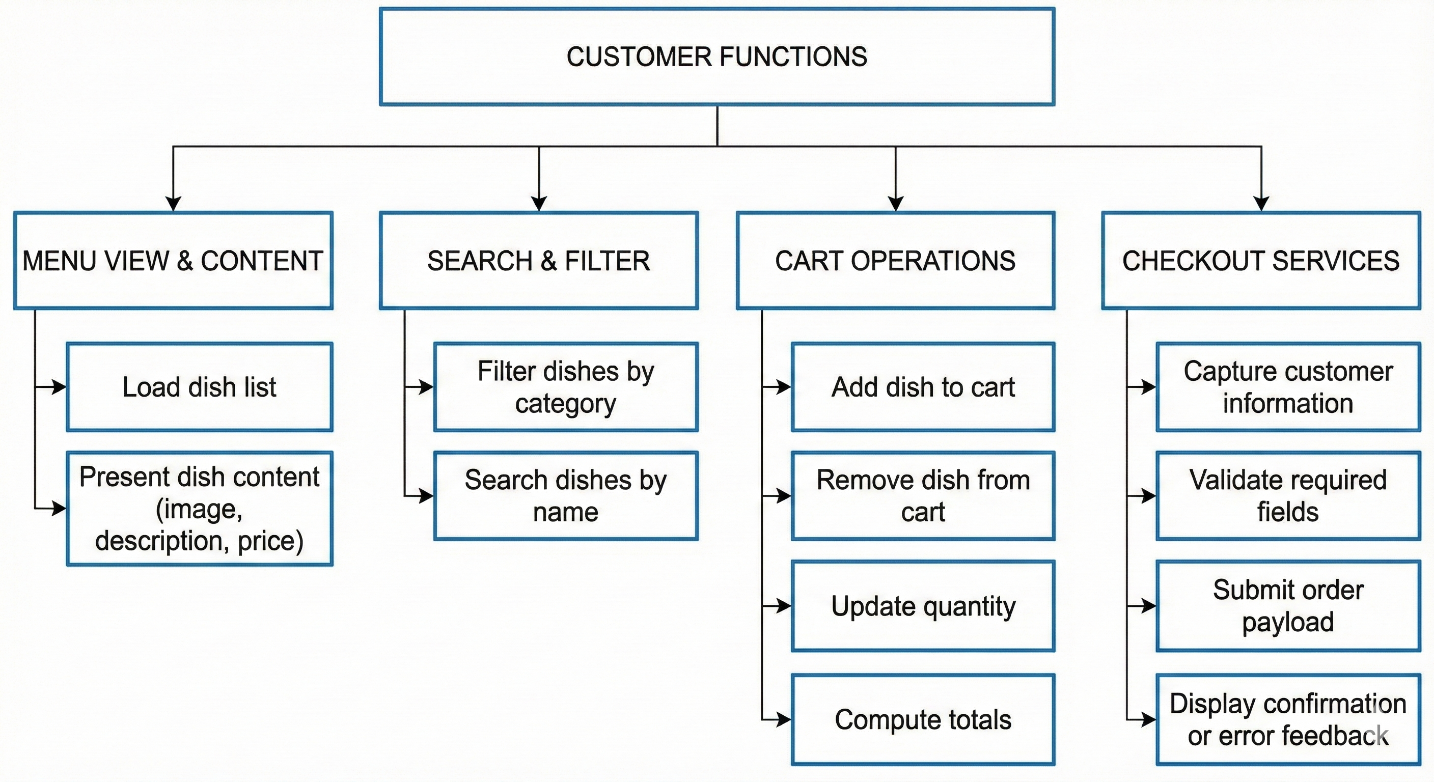 CUSTOMER FUNCTIONS
MENU VIEW & CONTENT
SEARCH & FILTER
CART OPERATIONS
CHECKOUT SERVICES
Load dish list
Present dish content
(image,
description, price)
Filter dishes by
category
Search dishes by
name
Add dish to cart
Remove dish from
cart
Update quantity
Compute totals
Capture customer
information
Validate required
fields
Submit order
payload
Display confirmation
or error feedback